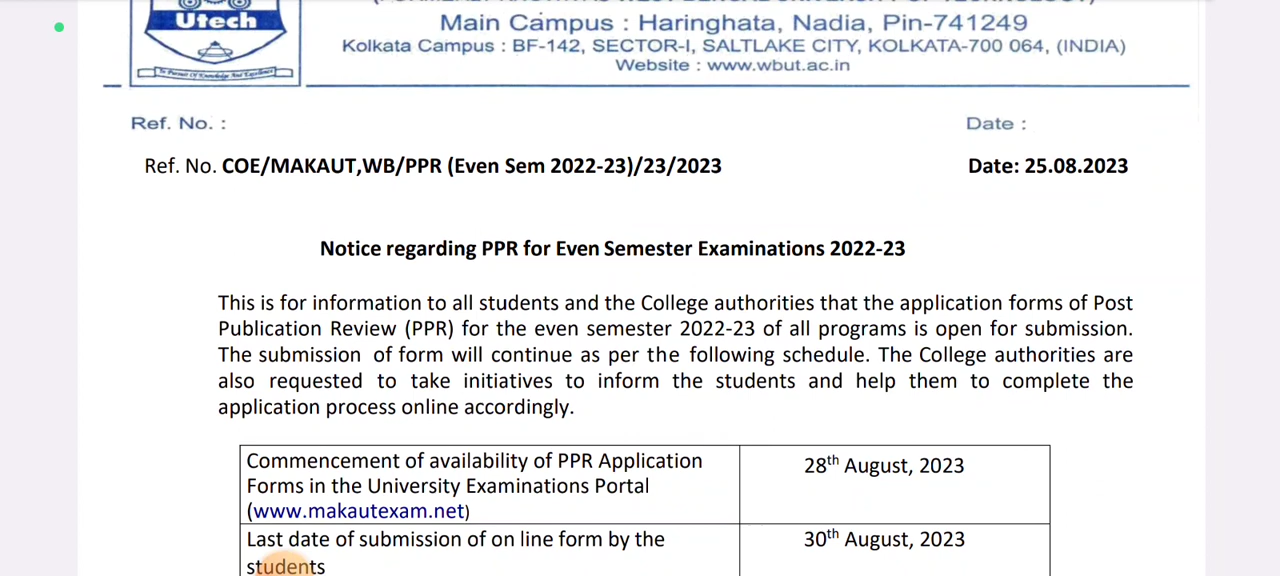 Utech
In Pursuit Of Knowledge And Excellence
Main Campus : Haringhata, Nadia, Pin-741249
Kolkata Campus : BF-142, SECTOR-I, SALTLAKE CITY, KOLKATA-700 064, (INDIA)
Website : www.wbut.ac.in
Ref. No. :
Date :
Ref. No. COE/MAKAUT,WB/PPR (Even Sem 2022-23)/23/2023
Date: 25.08.2023
Notice regarding PPR for Even Semester Examinations 2022-23
This is for information to all students and the College authorities that the application forms of Post
Publication Review (PPR) for the even semester 2022-23 of all programs is open for submission.
The submission of form will continue as per the following schedule. The College authorities are
also requested to take initiatives to inform the students and help them to complete the
application process online accordingly.
Commencement of availability of PPR Application
Forms in the University Examinations Portal
(www.makautexam.net)
28th August, 2023
Last date of submission of on line form by the
students
30th August, 2023